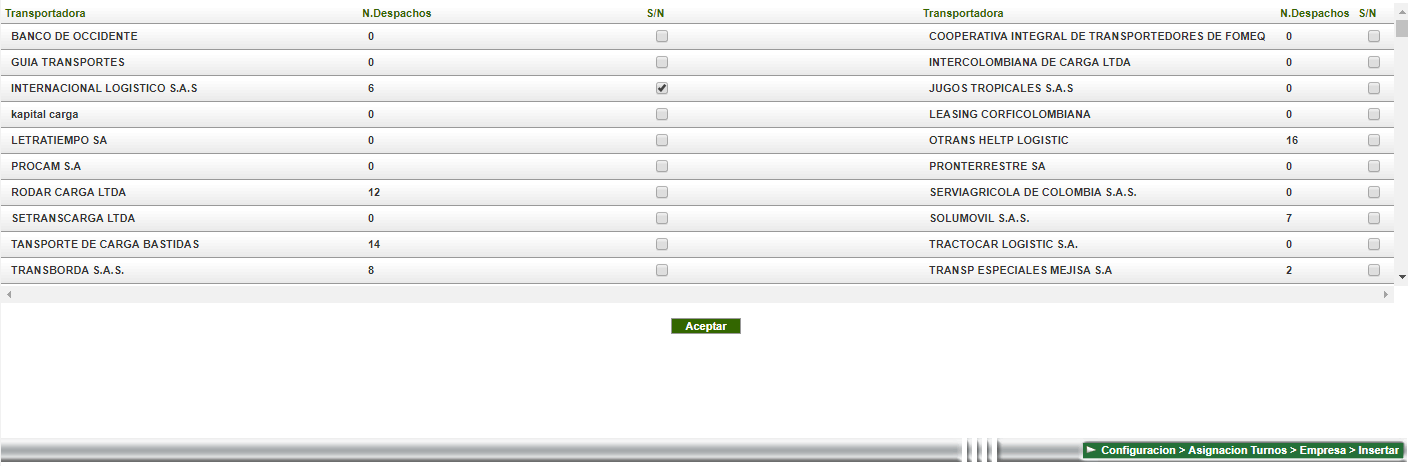 Transportadora N.Despachos S/N Transportadora N.Despachos S/N
BANCO DE OCCIDENTE 0 COOPERATIVA INTEGRAL DE TRANSPORTEDORES DE FOMEQ 0
GUIA TRANSPORTES 0 INTERCOLOMBIANA DE CARGA LTDA 0
INTERNACIONAL LOGISTICO S.A.S 6 JUGOS TROPICALES S.A.S 0
kapital carga 0 LEASING CORFICOLOMBIANA 0
LETRATIEMPO SA 0 OTRANS HELTP LOGISTIC 16
PROCAM S.A 0 PRONTERRESTRE SA 0
RODAR CARGA LTDA 12 SERVIAGRICOLA DE COLOMBIA S.A.S. 0
SETRANSCARGA LTDA 0 SOLUMOVIL S.A.S. 7
TANSPORTE DE CARGA BASTIDAS 14 TRACTOCAR LOGISTIC S.A. 0
TRANSBORDA S.A.S. 8 TRANSP ESPECIALES MEJISA S.A 2
Aceptar
Configuracion > Asignacion Turnos > Empresa > Insertar